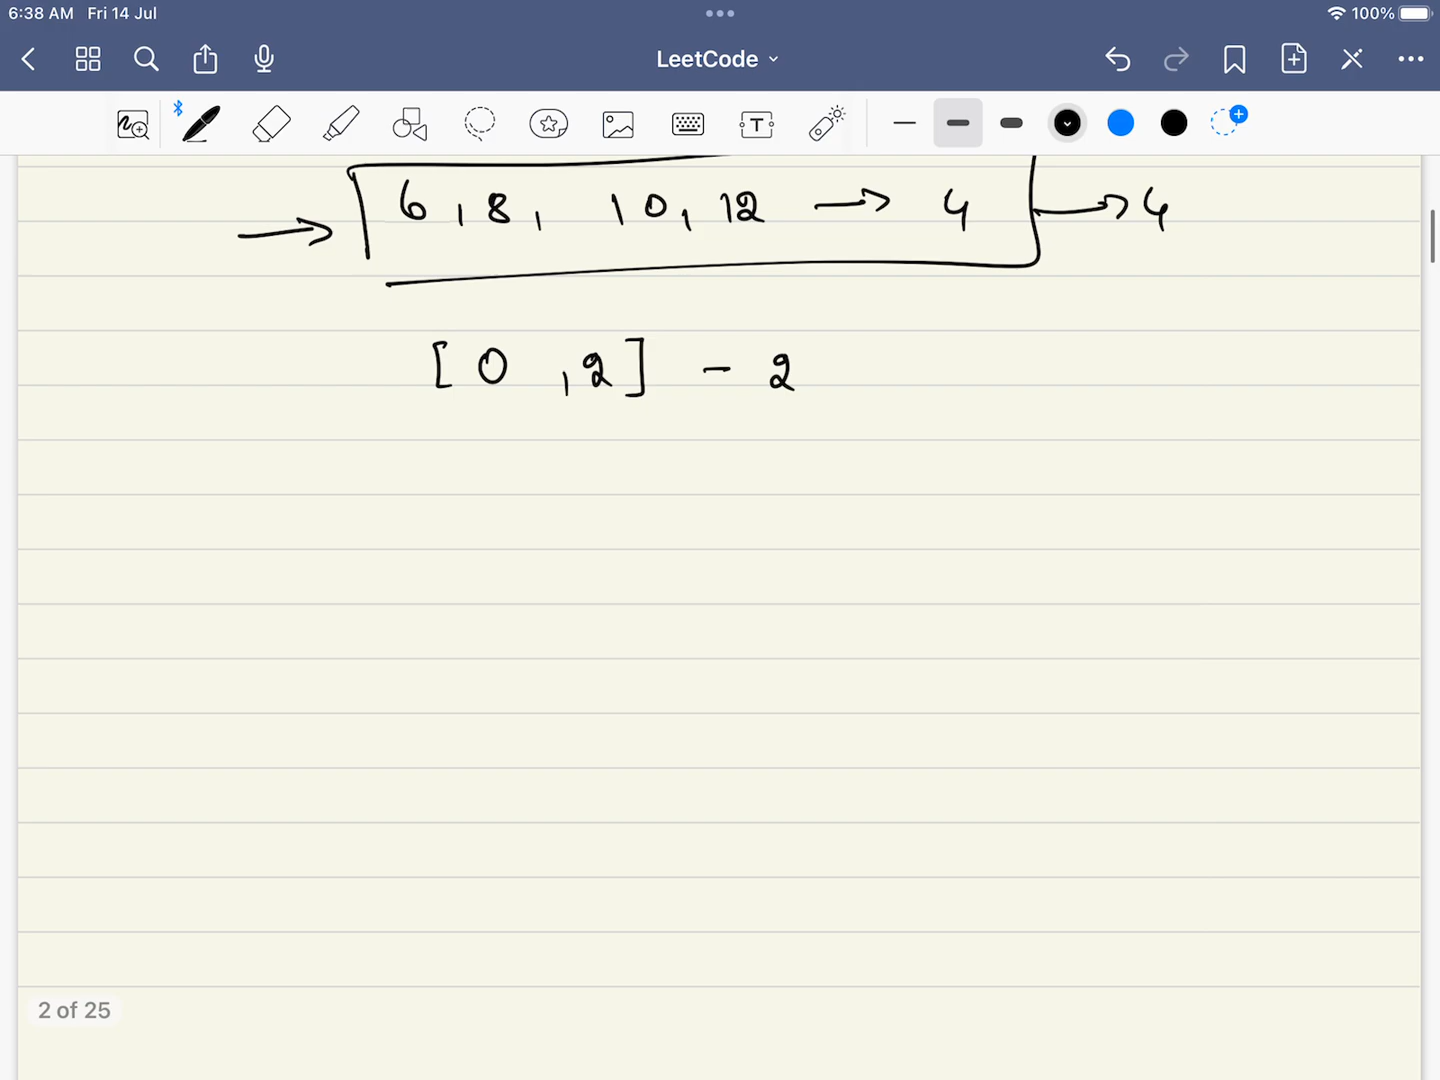 6:38 AM Fri 14 Jul 100%
LeetCode
T
6, 8, 10, 12 → 4 → 4
[ 0 , 2 ] - 2
2 of 25